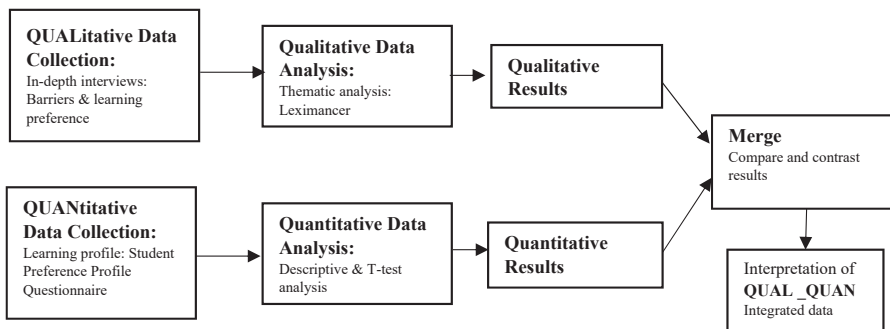 QUALitative Data
Collection:
In-depth interviews:
Barriers & learning
preference
Qualitative Data
Analysis:
Thematic analysis:
Leximancer
Qualitative
Results
Merge
Compare and contrast
results
QUANtitative
Data Collection:
Learning profile: Student
Preference Profile
Questionnaire
Quantitative Data
Analysis:
Descriptive & T-test
analysis
Quantitative
Results
Interpretation of
QUAL _QUAN
Integrated data